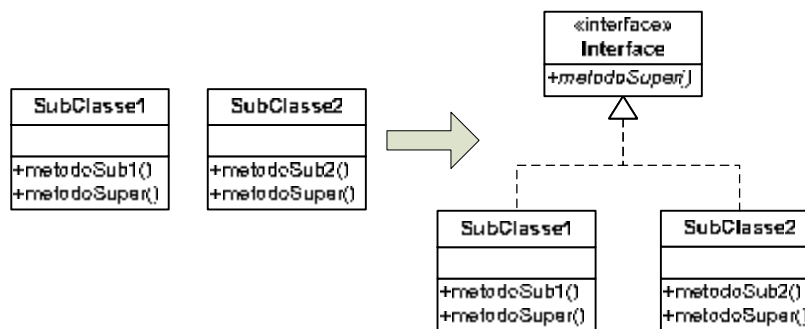 SubClasse1
+metodoSub1()
+metodoSuper()
SubClasse2
+metodoSub2()
+metodoSuper()
«interface»
Interface
+metodoSuper()
SubClasse1
+metodoSub1()
+metodoSuper()
SubClasse2
+metodoSub2()
+metodoSuper()